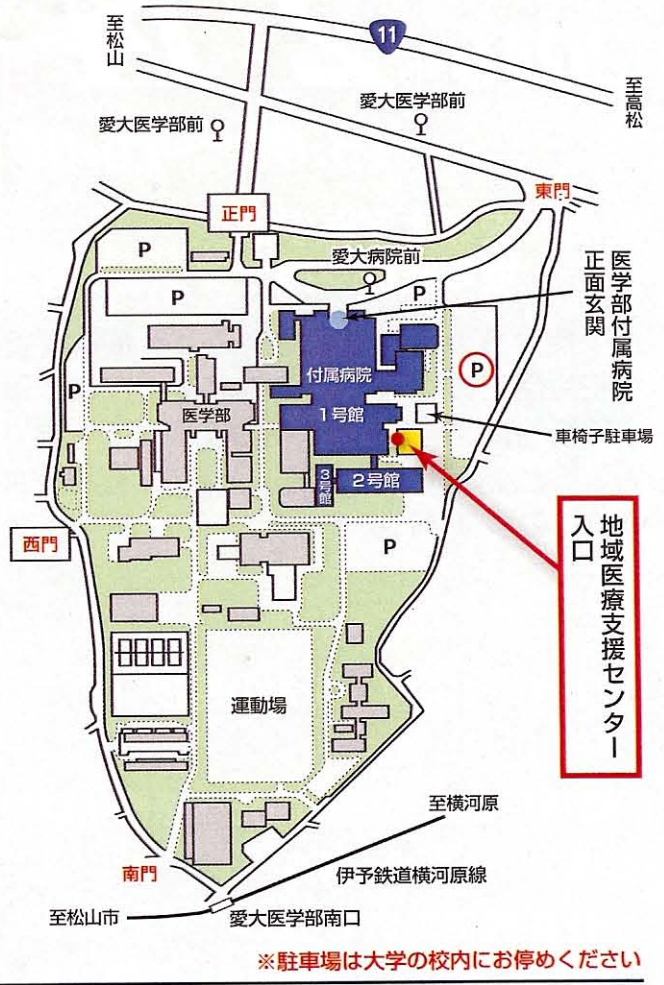 至松山
11
至高松
愛大医学部前
愛大医学部前
正門
東門
愛大病院前
医学部付属病院
正面玄関
P
P
P
P
P
付属病院
医学部
1号館
車椅子駐車場
3号館
2号館
西門
P
地域医療支援センター
入口
運動場
至横河原
南門
伊予鉄道横河原線
至松山市
愛大医学部南口
※駐車場は大学の校内にお停めください